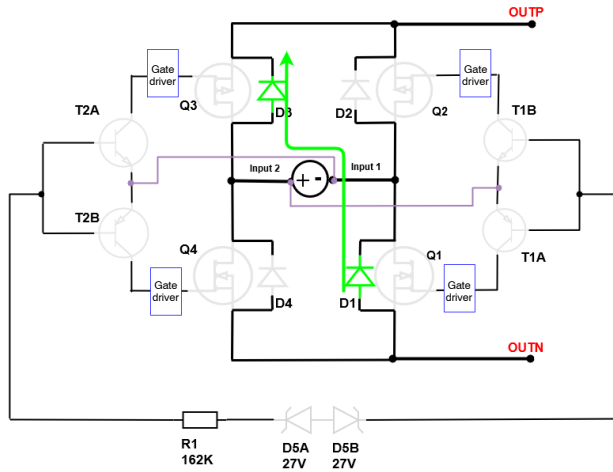 OUTP
Gate
driver
Gate
driver
Q3
D3
D2
Q2
T2A
T1B
Input 2
+
-
Input 1
T2B
Q4
Q1
T1A
Gate
driver
Gate
driver
D4
D1
OUTN
R1
162K
D5A
27V
D5B
27V